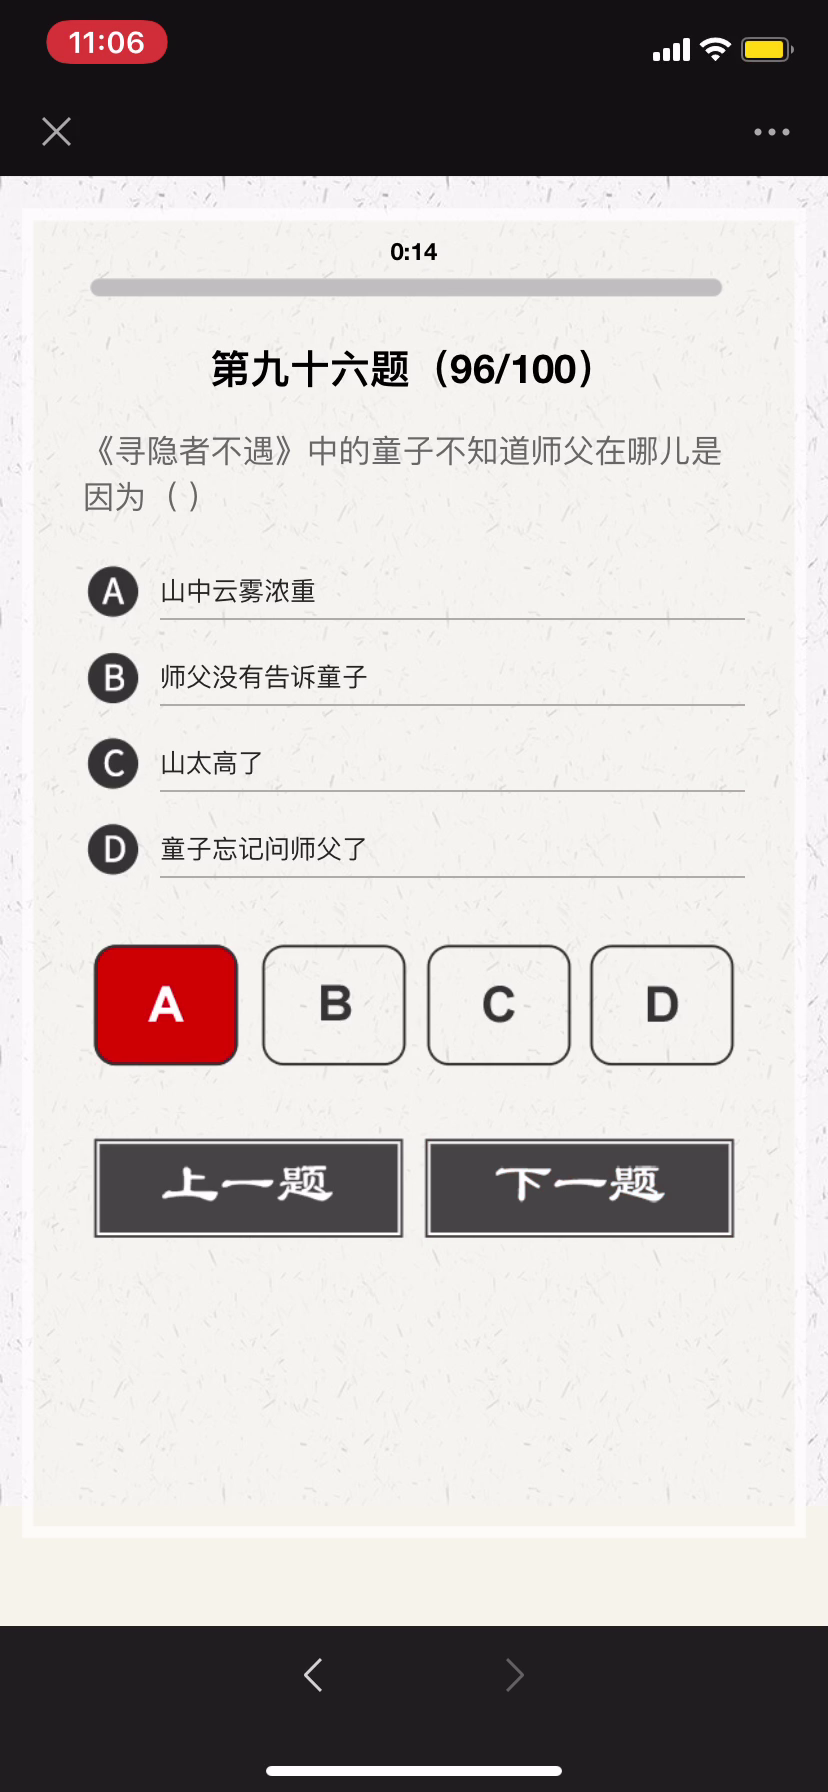 11:06
0:14
第九十六题（96/100）
《寻隐者不遇》中的童子不知道师父在哪儿是
因为（ ）
A 山中云雾浓重
B 师父没有告诉童子
C 山太高了
D 童子忘记问师父了
A B C D
上一题 下一题